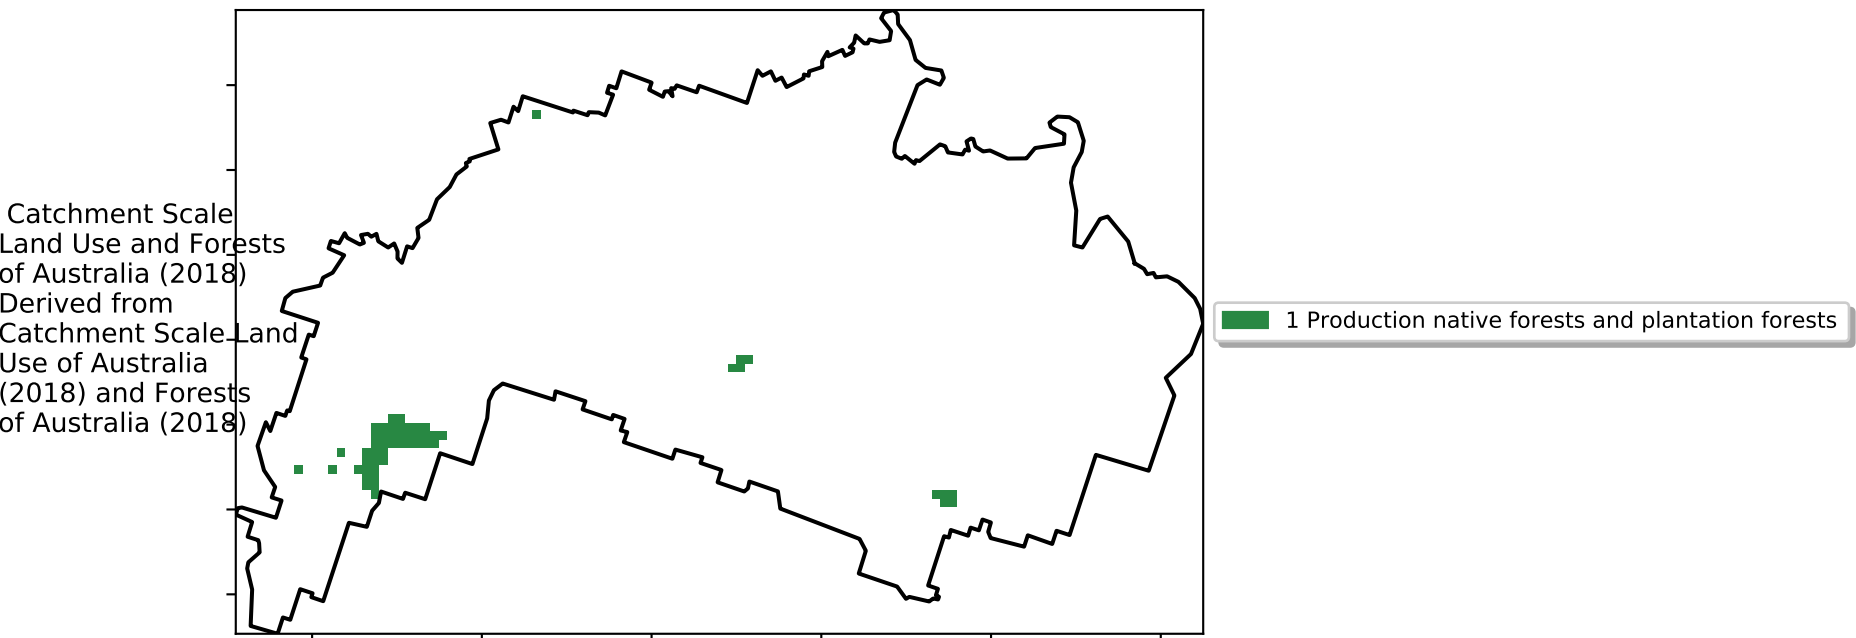 Catchment Scale
Land Use and Forests
of Australia (2018)
Derived from
Catchment Scale Land
Use of Australia
(2018) and Forests
of Australia (2018)
1 Production native forests and plantation forests